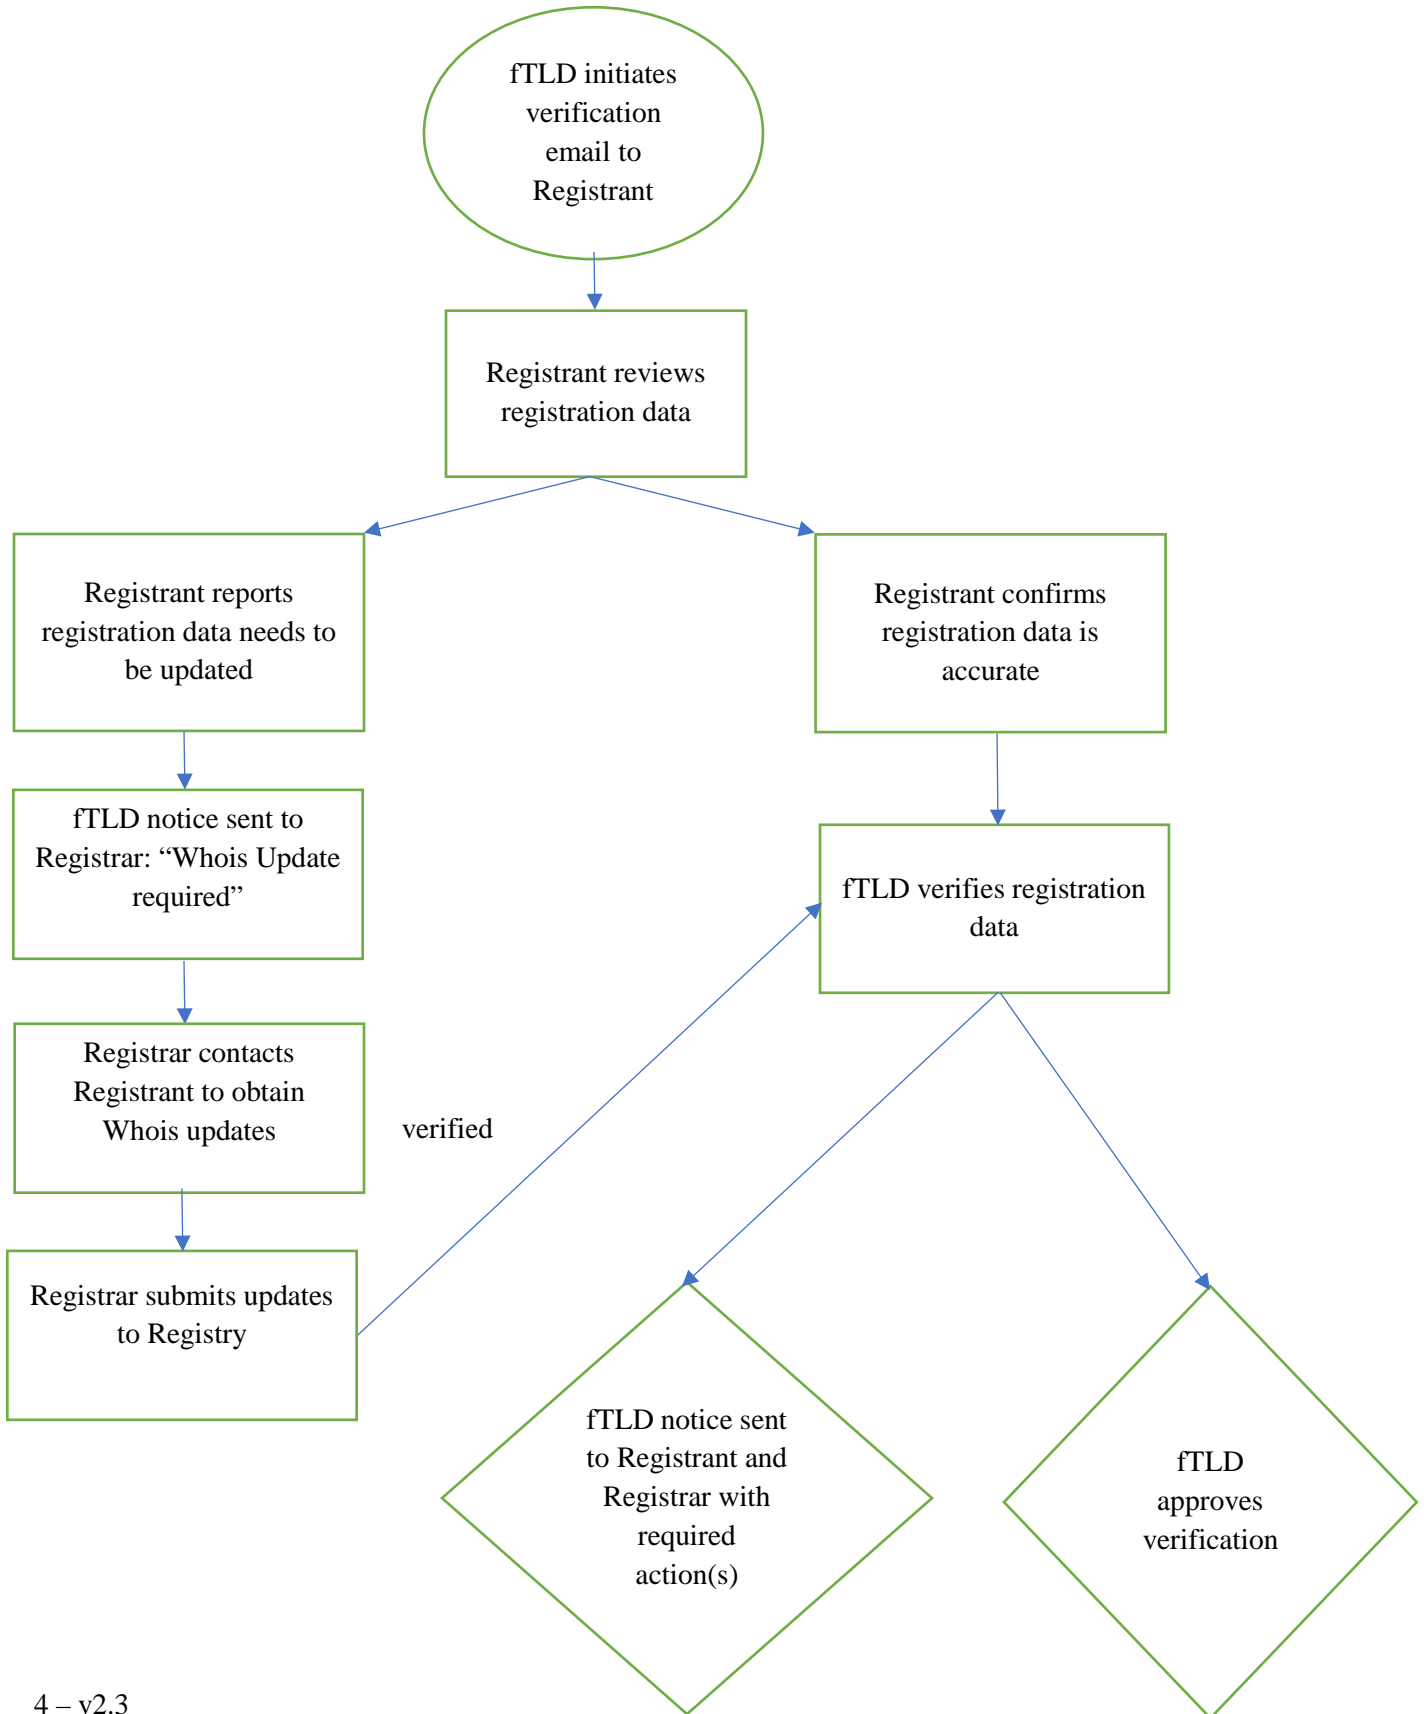 fTLD initiates
verification
email to
Registrant
Registrant reviews
registration data
Registrant reports
registration data needs to
be updated
Registrant confirms
registration data is
accurate
fTLD notice sent to
Registrar: “Whois Update
required”
fTLD verifies registration
data
Registrar contacts
Registrant to obtain
Whois updates
verified
Registrar submits updates
to Registry
fTLD notice sent
to Registrant and
Registrar with
required
action(s)
fTLD
approves
verification
4 – v2.3